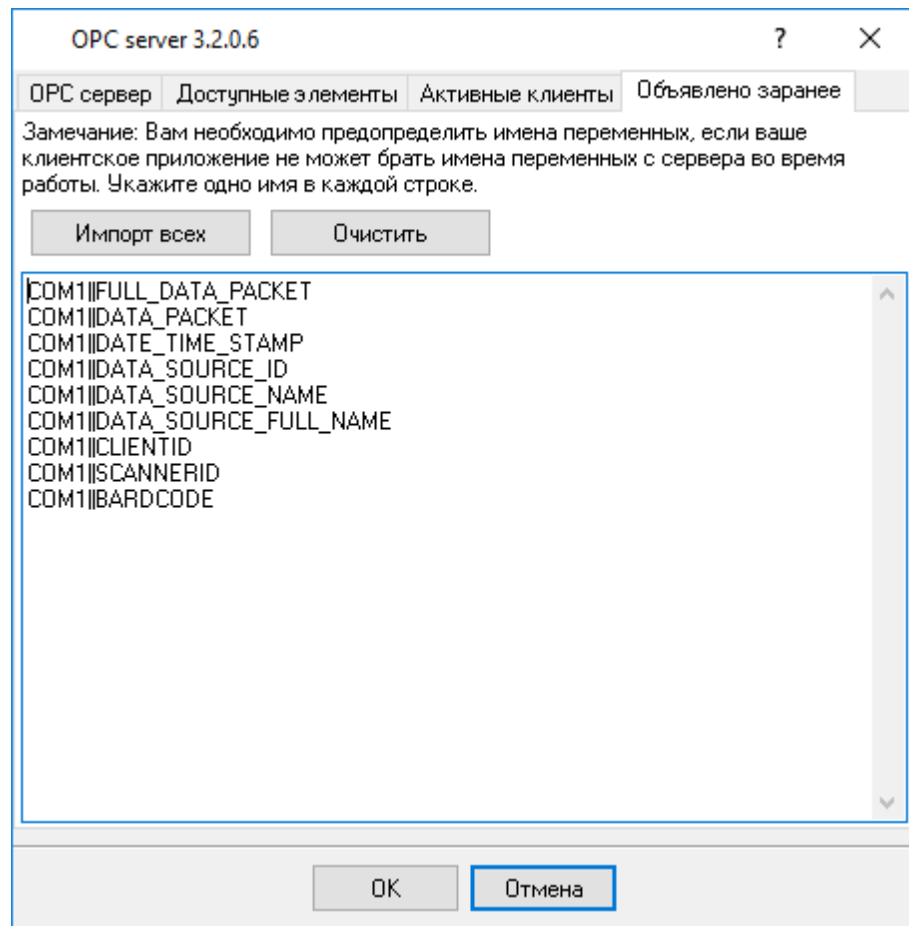 OPC server 3.2.0.6
?
OPC сервер Доступные элементы Активные клиенты Объявлено заранее
Замечание: Вам необходимо предопределить имена переменных, если ваше
клиентское приложение не может брать имена переменных с сервера во время
работы. Укажите одно имя в каждой строке.
Импорт всех Очистить
COM1||FULL_DATA_PACKET
COM1||DATA_PACKET
COM1||DATE_TIME_STAMP
COM1||DATA_SOURCE_ID
COM1||DATA_SOURCE_NAME
COM1||DATA_SOURCE_FULL_NAME
COM1||CLIENTID
COM1||SCANNERID
COM1||BARDCODE
OK Отмена